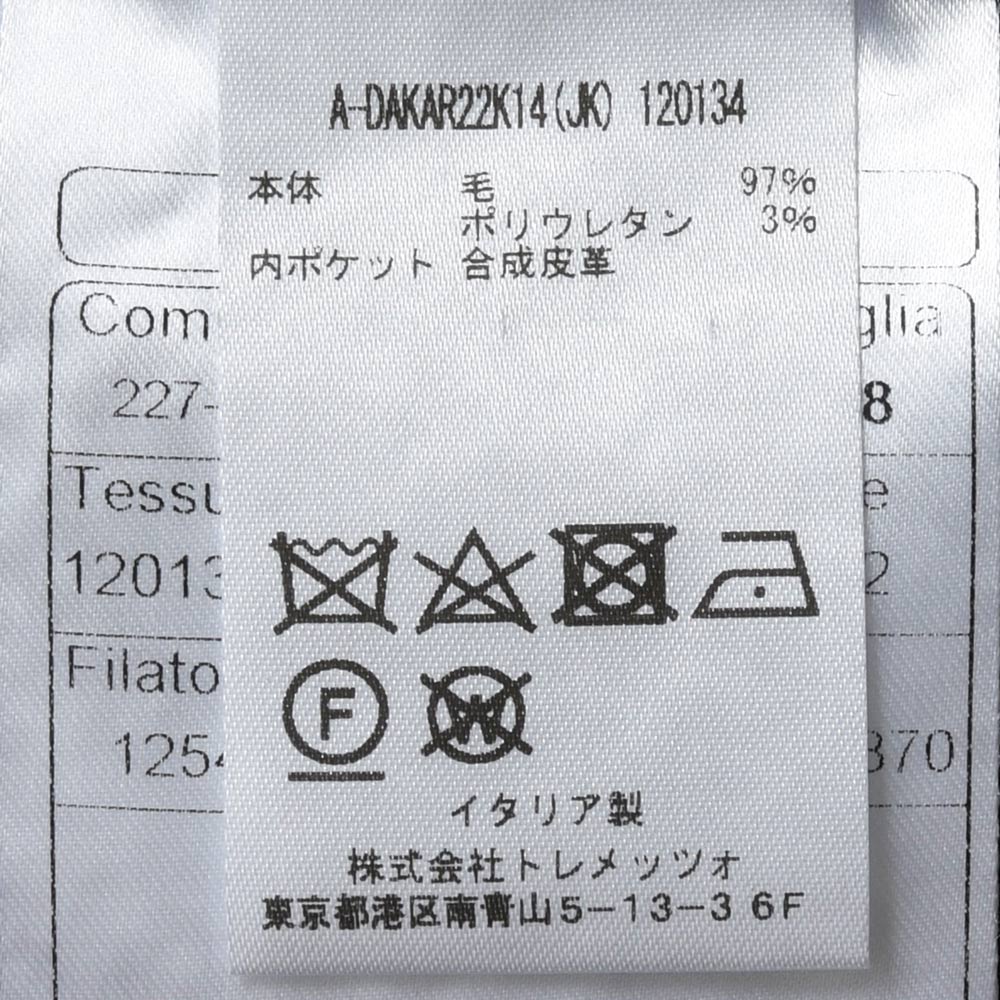 A-DAKAR22K14(JK) 120134
本体 毛 97%
ポリウレタン 3%
内ポケット 合成皮革
F
W
イタリア製
株式会社トレメッツォ
東京都港区南青山5-13-3 6F
Com
glia
227-
8
Tessu
e
12013
2
Filato
1254
370